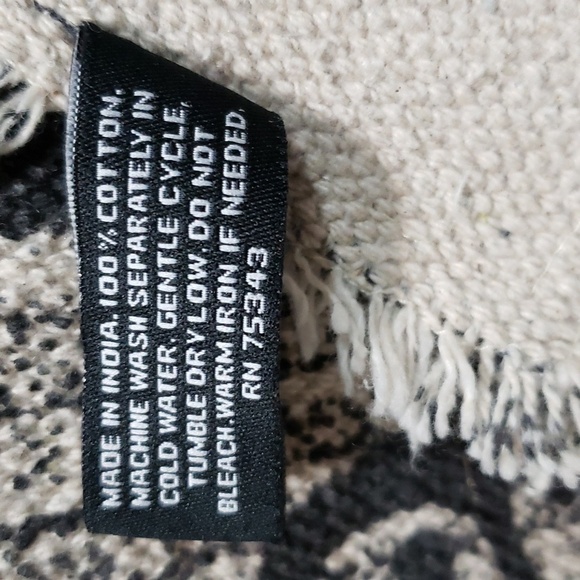 MADE IN INDIA. 100% COTTON.
MACHINE WASH SEPARATELY IN
COLD WATER. GENTLE CYCLE.
TUMBLE DRY LOW DO NOT
BLEACH.WARM IRON IF NEEDED.
RN 75343